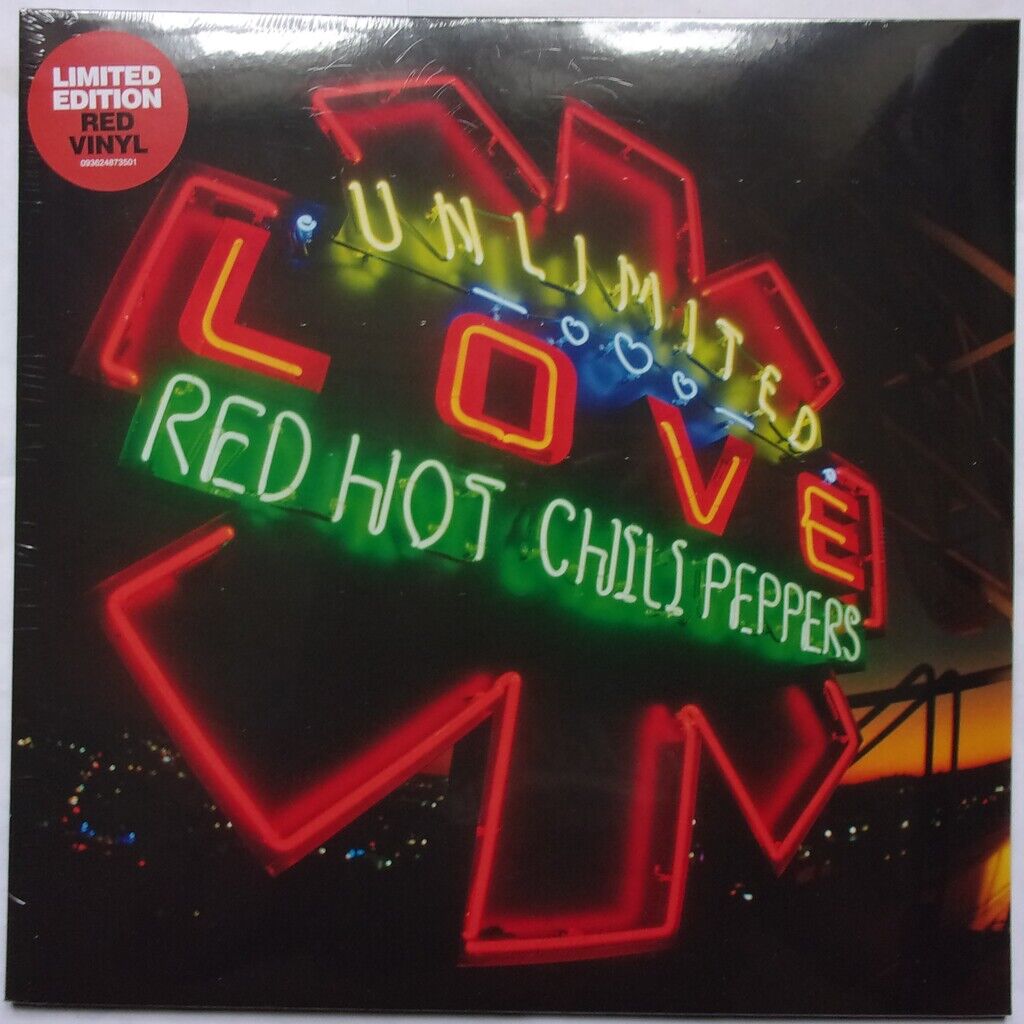 LIMITED
EDITION
RED
VINYL
093624873501
UNLIMITED
LOVE
RED HOT CHILI PEPPERS